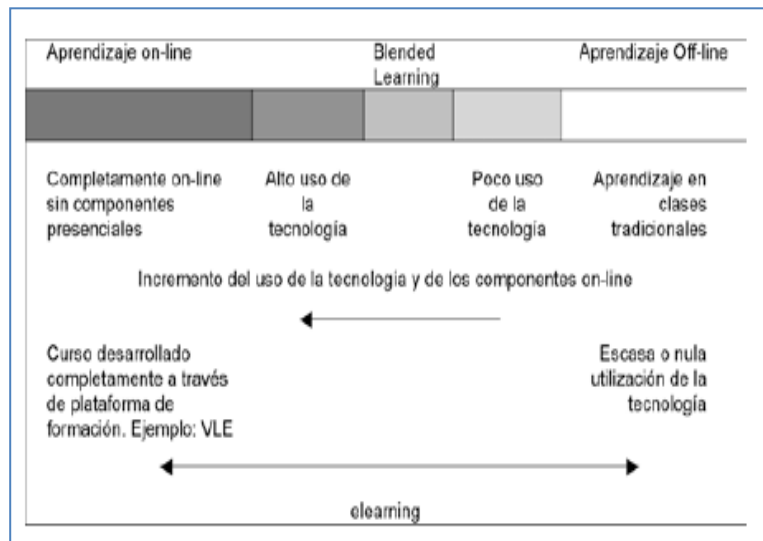 Aprendizaje on-line
Blended
Learning
Aprendizaje Off-line
Completamente on-line
sin componentes
presenciales
Alto uso de
la
tecnología
Poco uso
de la
tecnología
Aprendizaje en
clases
tradicionales
Incremento del uso de la tecnología y de los componentes on-line
Curso desarrollado
completamente a través
de plataforma de
formación. Ejemplo: VLE
Escasa o nula
utilización de la
tecnología
elearning